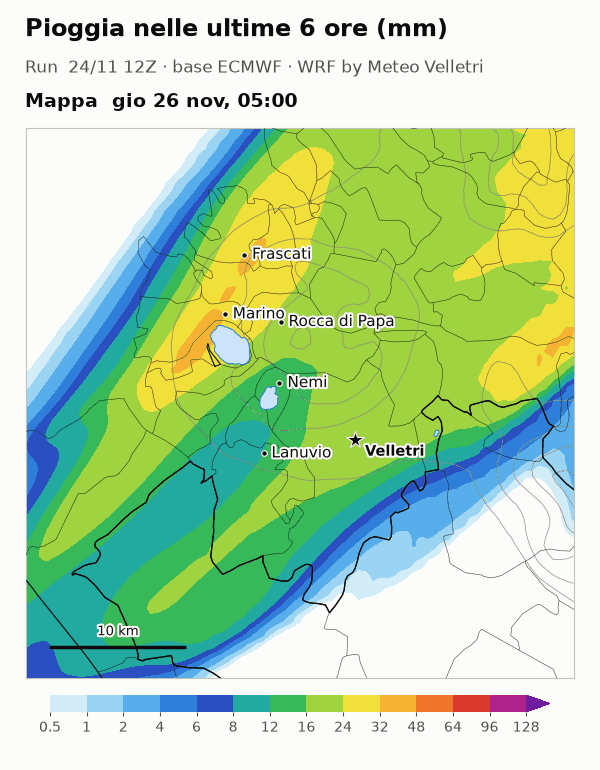 Pioggia nelle ultime 6 ore (mm)
Run  24/11 12Z · base ECMWF · WRF by Meteo Velletri
Mappa  gio 26 nov, 05:00
Frascati
Marino
Rocca di Papa
Nemi
Velletri
Lanuvio
10 km
0.5 1 2 4 6 8 12 16 24 32 48 64 96 128